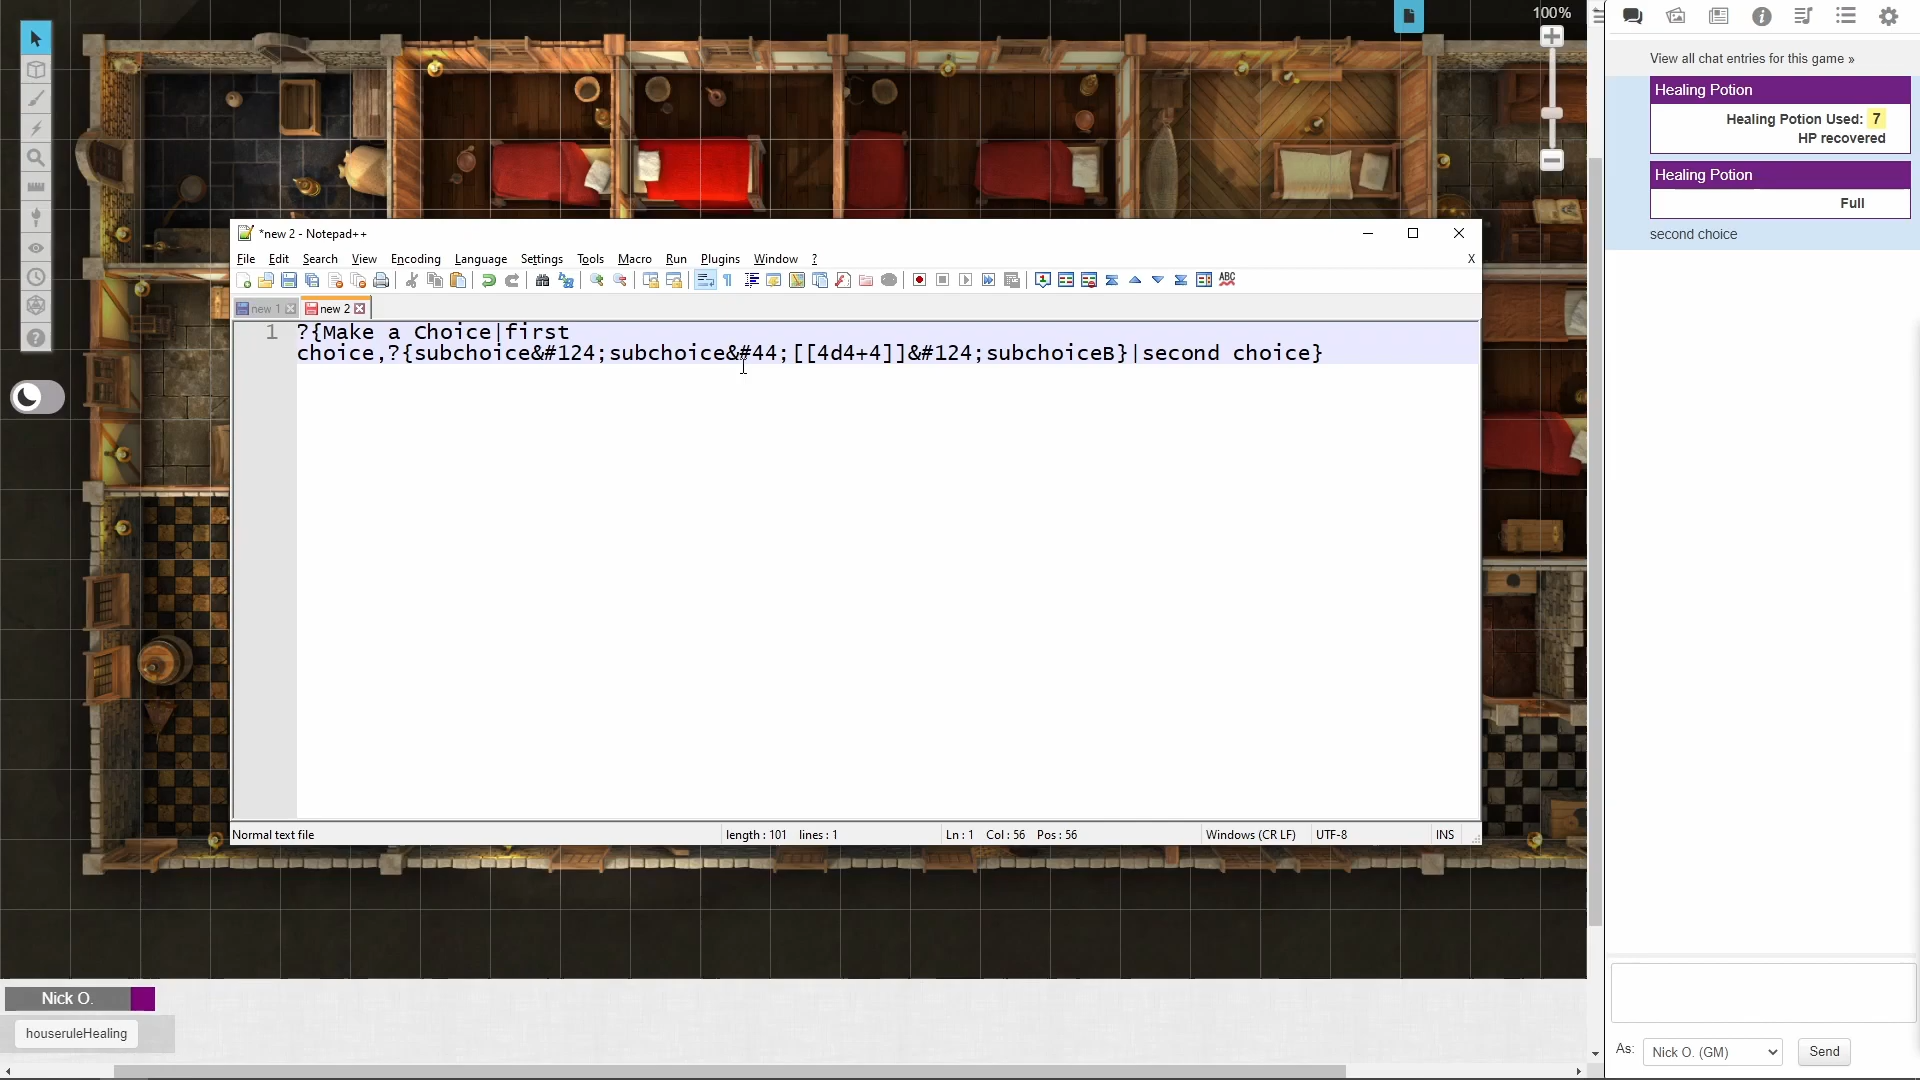 100%
View all chat entries for this game »
Healing Potion
Healing Potion Used: 7
HP recovered
Healing Potion
Full
second choice
*new 2 - Notepad++
File Edit Search View Encoding Language Settings Tools Macro Run Plugins Window ? X
ABC
new 1 new 2
1 ?{Make a Choice|first
choice,?{subchoice&#124;subchoice&#44;[[4d4+4]]&#124;subchoiceB}|second choice}
Normal text file length : 101 lines : 1 Ln : 1 Col : 56 Pos : 56 Windows (CR LF) UTF-8 INS
Nick O.
houseruleHealing
As: Nick O. (GM) Send